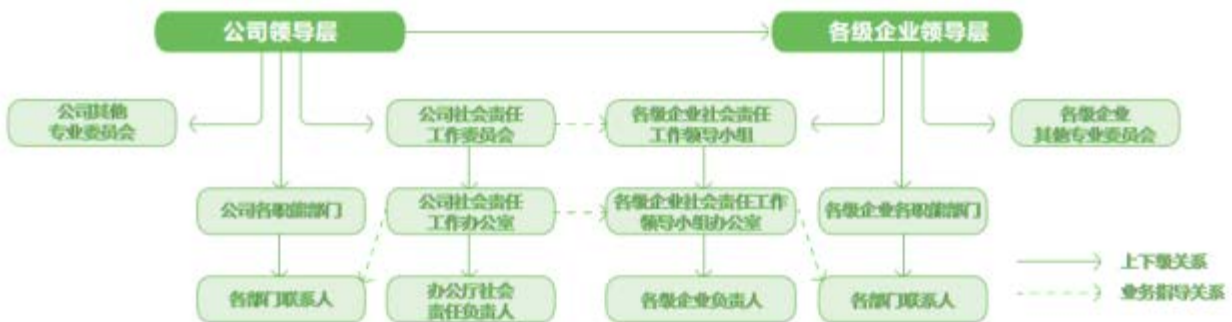 公司领导层
各级企业领导层
公司其他
专业委员会
公司社会责任
工作委员会
各级企业社会责任
工作领导小组
各级企业
其他专业委员会
公司各职能部门
公司社会责任
工作办公室
各级企业社会责任工作
领导小组办公室
各级企业各职能部门
上下级关系
各部门联系人
办公厅社会
责任负责人
各级企业负责人
各部门联系人
业务指导关系